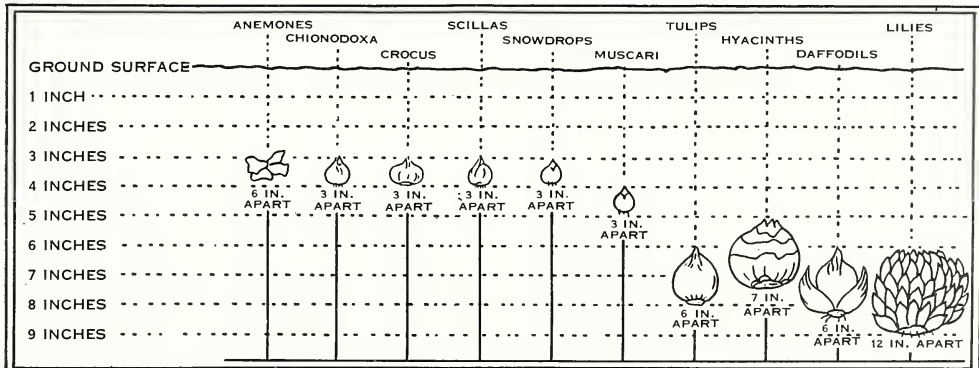 ANEMONES
SCILLAS
TULIPS
LILIES
CHIONODOXA
SNOWDROPS
HYACINTHS
CROCUS
MUSCARI
DAFFODILS
GROUND SURFACE
1 INCH
2 INCHES
3 INCHES
4 INCHES
6 IN.
APART
3 IN.
APART
3 IN.
APART
3 IN.
APART
3 IN.
APART
5 INCHES
3 IN.
APART
6 INCHES
7 INCHES
8 INCHES
6 IN.
APART
7 IN.
APART
6 IN.
APART
9 INCHES
12 IN. APART